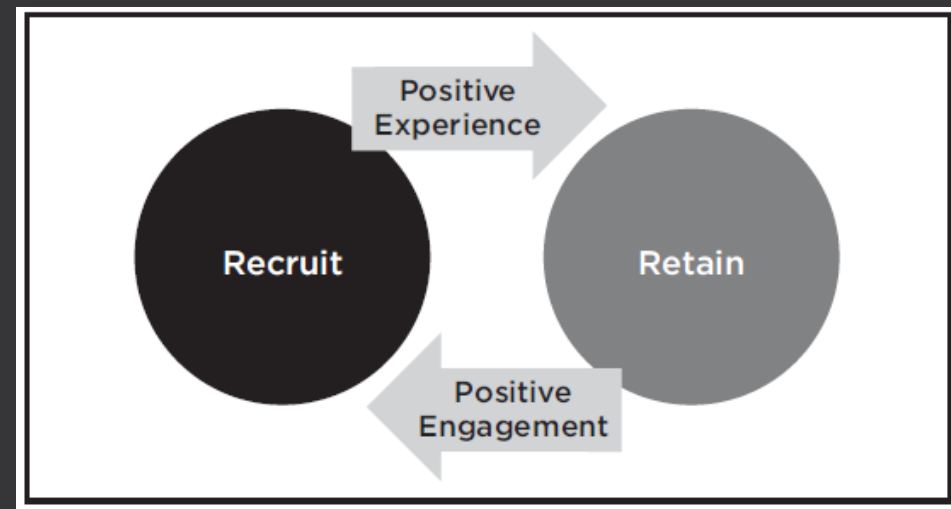 Positive
Experience
Recruit
Retain
Positive
Engagement